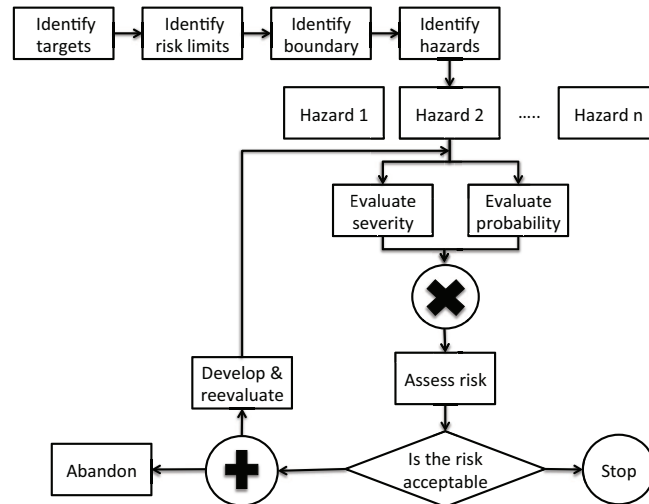 Identify
targets
Identify
risk limits
Identify
boundary
Identify
hazards
Hazard 1
Hazard 2
.....
Hazard n
Evaluate
severity
Evaluate
probability
Develop &
reevaluate
Assess risk
Abandon
Is the risk
acceptable
Stop